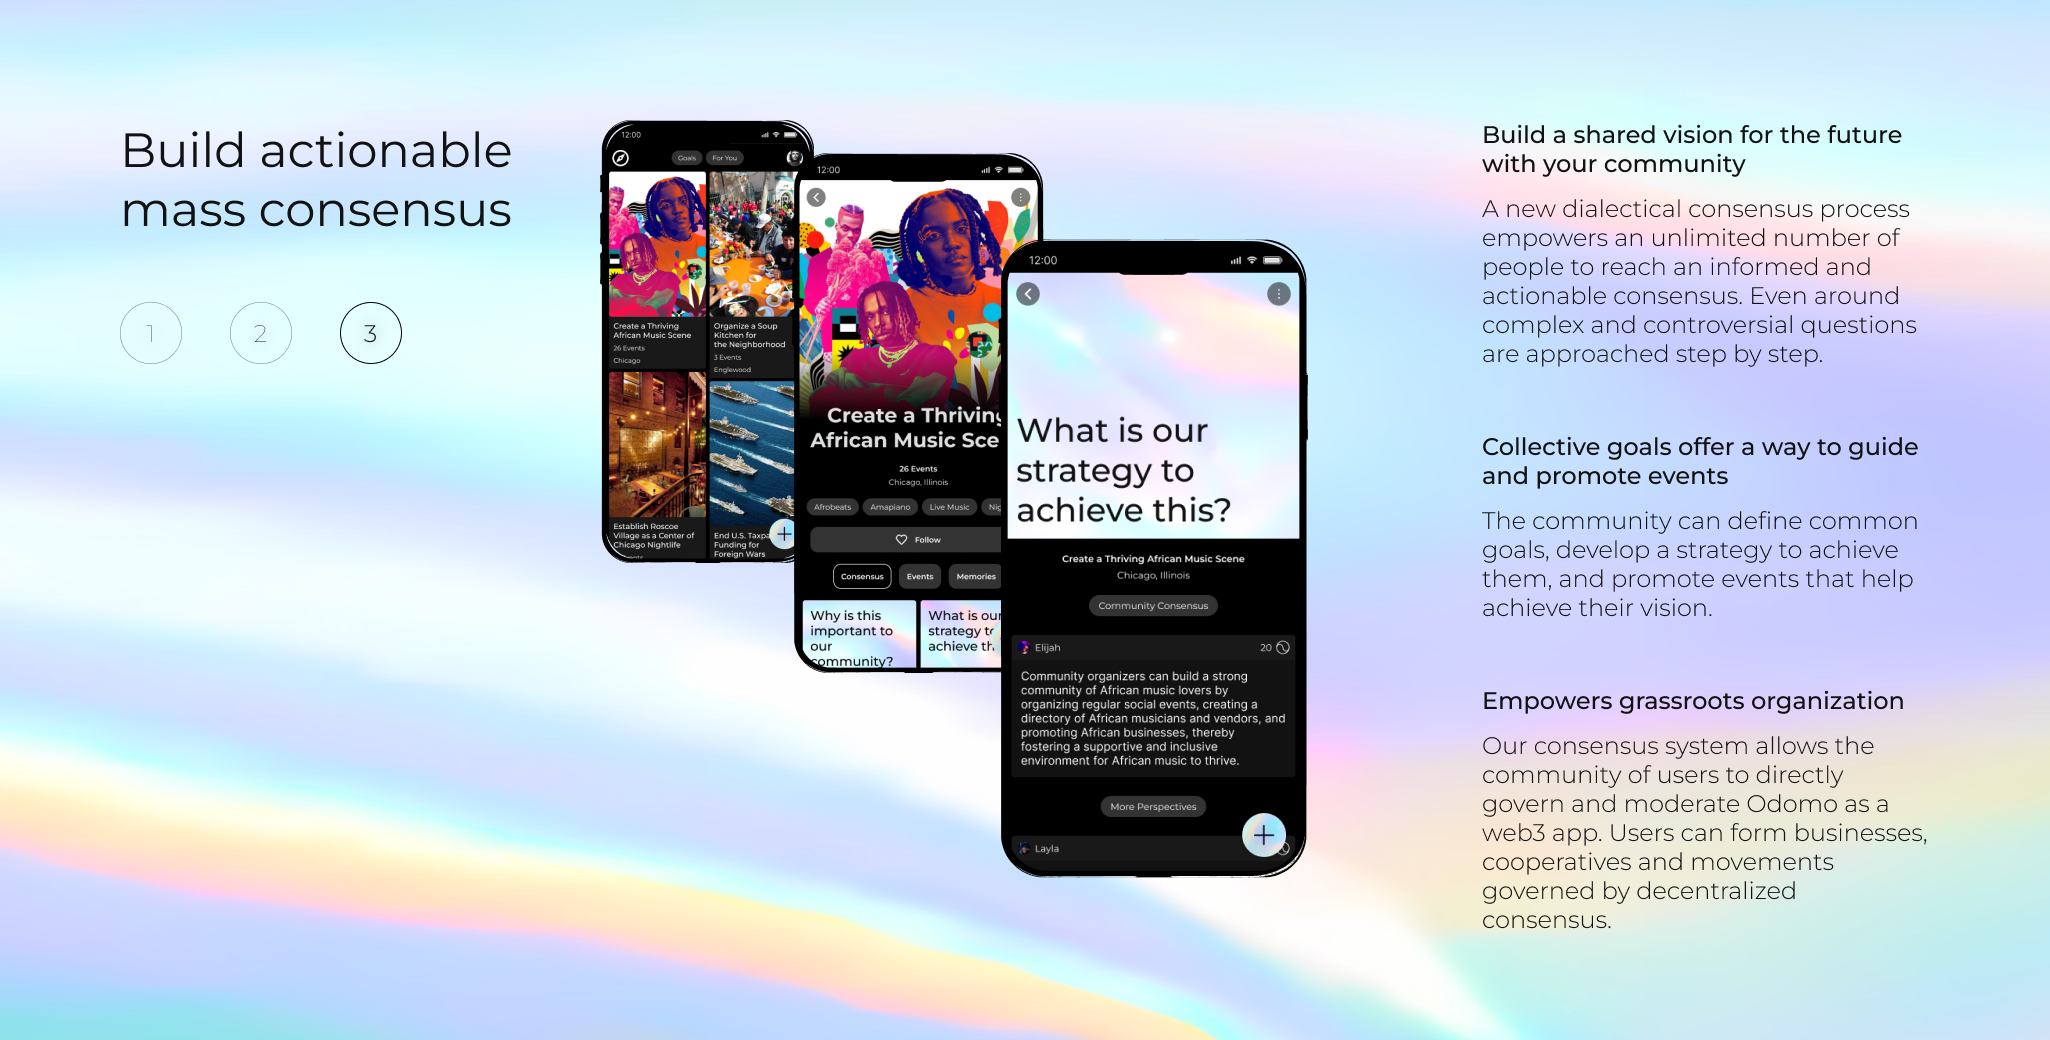 Build actionable
mass consensus
1
2
3
12:00
Goals
For You
Create a Thriving
African Music Scene
26 Events
Chicago
Organize a Soup
Kitchen for
the Neighborhood
3 Events
Englewood
Establish Roscoe
Village as a Center of
Chicago Nightlife
End U.S.
Funding for
Foreign Wars
12:00
Create a Thriving
African Music
26 Events
Chicago, Illinois
Afrobeats
Amapiano
Live Music
Follow
Consensus
Events
Memories
Why is this
important to
our
community?
What is our
strategy to
achieve
12:00
What is our
strategy to
achieve this?
Create a Thriving African Music Scene
Chicago, Illinois
Community Consensus
Elijah
20
Community organizers can build a strong
community of African music lovers by
organizing regular social events, creating a
directory of African musicians and vendors, and
promoting African businesses, thereby
fostering a supportive and inclusive
environment for African music to thrive.
More Perspectives
Layla
Build a shared vision for the future
with your community
A new dialectical consensus process
empowers an unlimited number of
people to reach an informed and
actionable consensus. Even around
complex and controversial questions
are approached step by step.
Collective goals offer a way to guide
and promote events
The community can define common
goals, develop a strategy to achieve
them, and promote events that help
achieve their vision.
Empowers grassroots organization
Our consensus system allows the
community of users to directly
govern and moderate Odomo as a
web3 app. Users can form businesses,
cooperatives and movements
governed by decentralized
consensus.